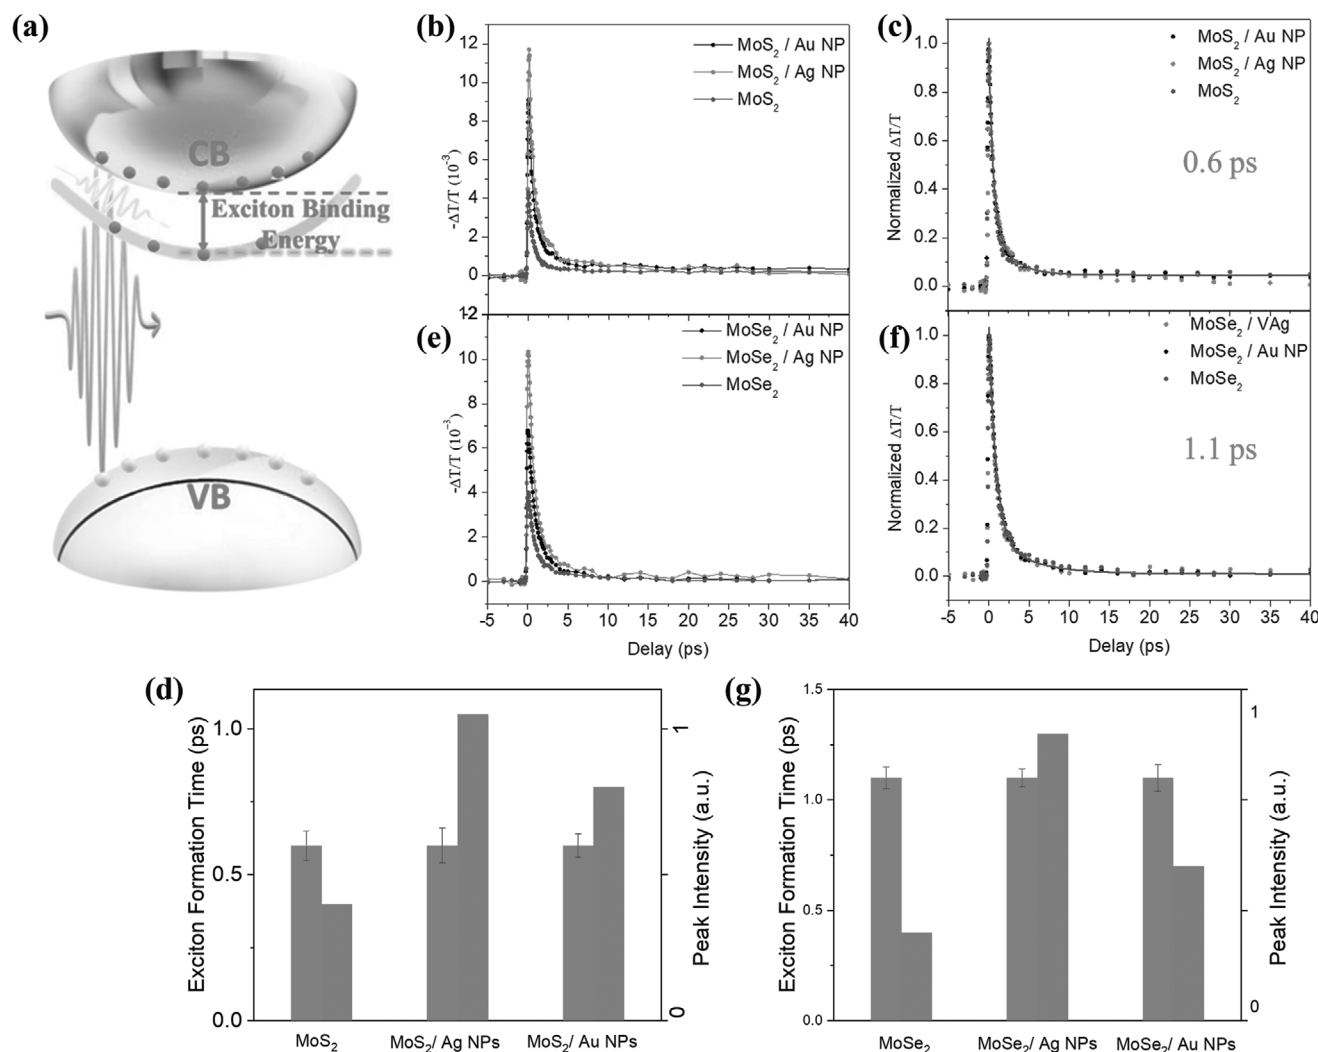 (a)
CB
Exciton Binding
Energy
VB
(b)
12
11
10
9
8
6
4
2
0
-ΔT/T (10⁻³)
MoS₂ / Au NP
MoS₂ / Ag NP
MoS₂
(c)
1.0
0.8
0.6
0.4
0.2
0.0
Normalized ΔT/T
MoS₂ / Au NP
MoS₂ / Ag NP
MoS₂
0.6 ps
(e)
12
10
8
6
4
2
0
-ΔT/T (10⁻³)
MoSe₂ / Au NP
MoSe₂ / Ag NP
MoSe₂
-5 0 5 10 15 20 25 30 35 40
Delay (ps)
(f)
1.0
0.8
0.6
0.4
0.2
0.0
Normalized ΔT/T
MoSe₂ / VAg
MoSe₂ / Au NP
MoSe₂
1.1 ps
-5 0 5 10 15 20 25 30 35 40
Delay (ps)
(d)
Exciton Formation Time (ps)
1.0
0.5
0.0
1
0
Peak Intensity (a.u.)
MoS₂ MoS₂/ Ag NPs MoS₂/ Au NPs
(g)
Exciton Formation Time (ps)
1.5
1.0
0.5
0.0
1
0
Peak Intensity (a.u.)
MoSe₂ MoSe₂/ Ag NPs MoSe₂/ Au NPs